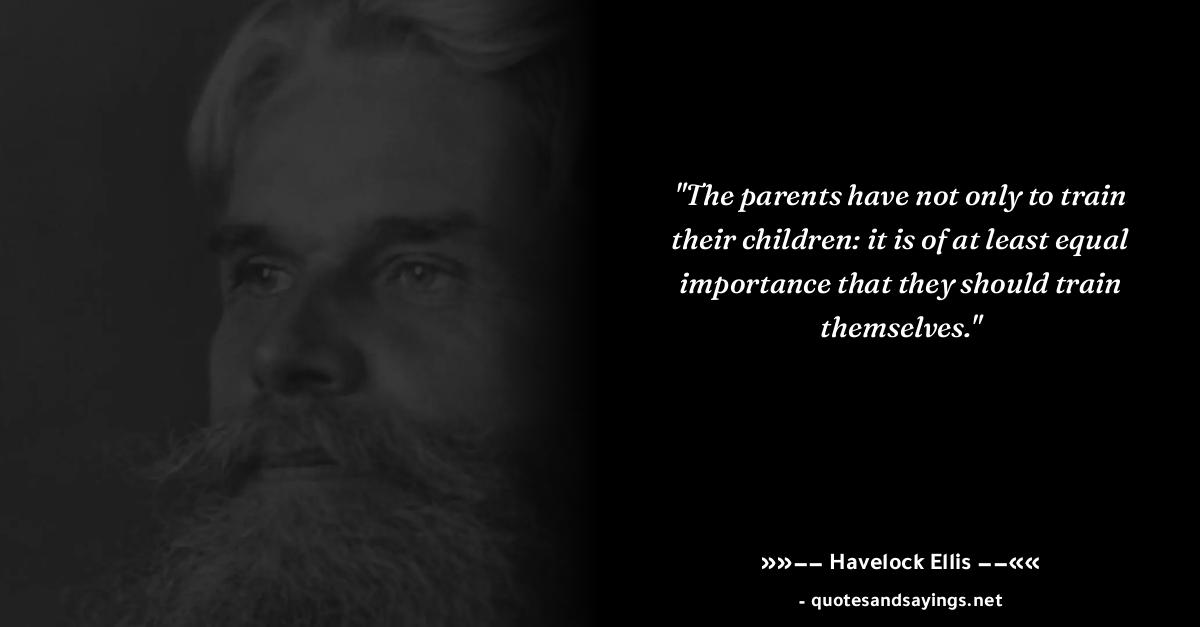 "The parents have not only to train
their children: it is of at least equal
importance that they should train
themselves."
»»−− Havelock Ellis −−««
- quotesandsayings.net